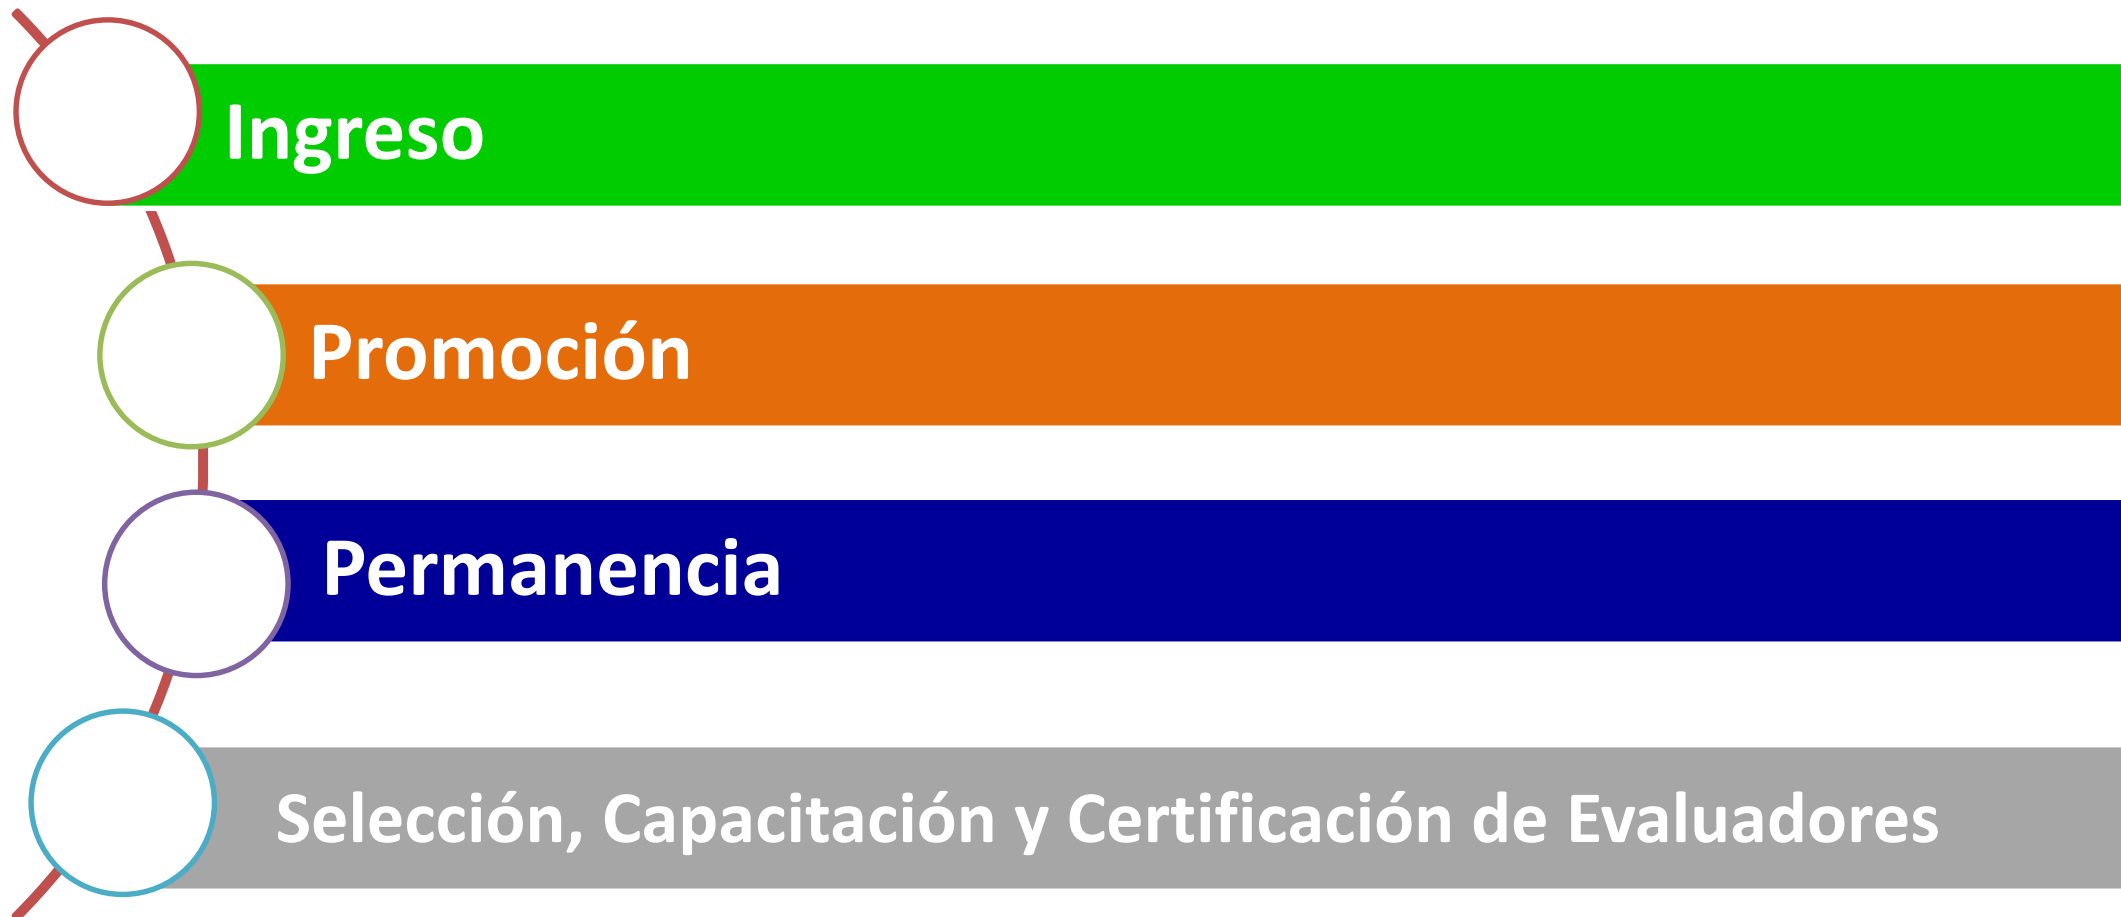 Ingreso
Promoción
Permanencia
Selección, Capacitación y Certificación de Evaluadores